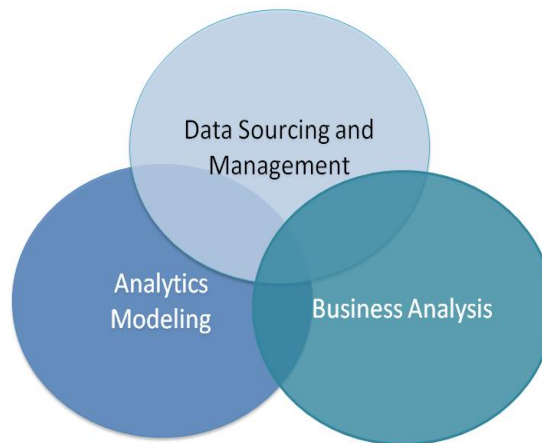 Data Sourcing and
Management
Analytics
Modeling
Business Analysis